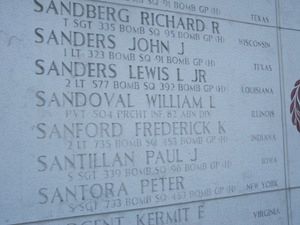 SANDBERG RICHARD R
T SGT 335 BOMB SQ 95 BOMB GP (H) TEXAS
SANDERS JOHN J
1 LT 323 BOMB SQ 91 BOMB GP (H) WISCONSIN
SANDERS LEWIS L JR
2 LT 577 BOMB SQ 392 BOMB GP (H) TEXAS
SANDOVAL WILLIAM L
PVT 504 PRCHT INF 82 ABN DIV LOUISIANA
SANFORD FREDERICK K
2 LT 735 BOMB SQ 453 BOMB GP (H) ILLINOIS
INDIANA
SANTILLAN PAUL J
S SGT 339 BOMB SQ 96 BOMB GP (H) IOWA
SANTORA PETER
S SGT 733 BOMB SQ 453 BOMB GP (H) NEW YORK
KERMIT E
VIRGINIA